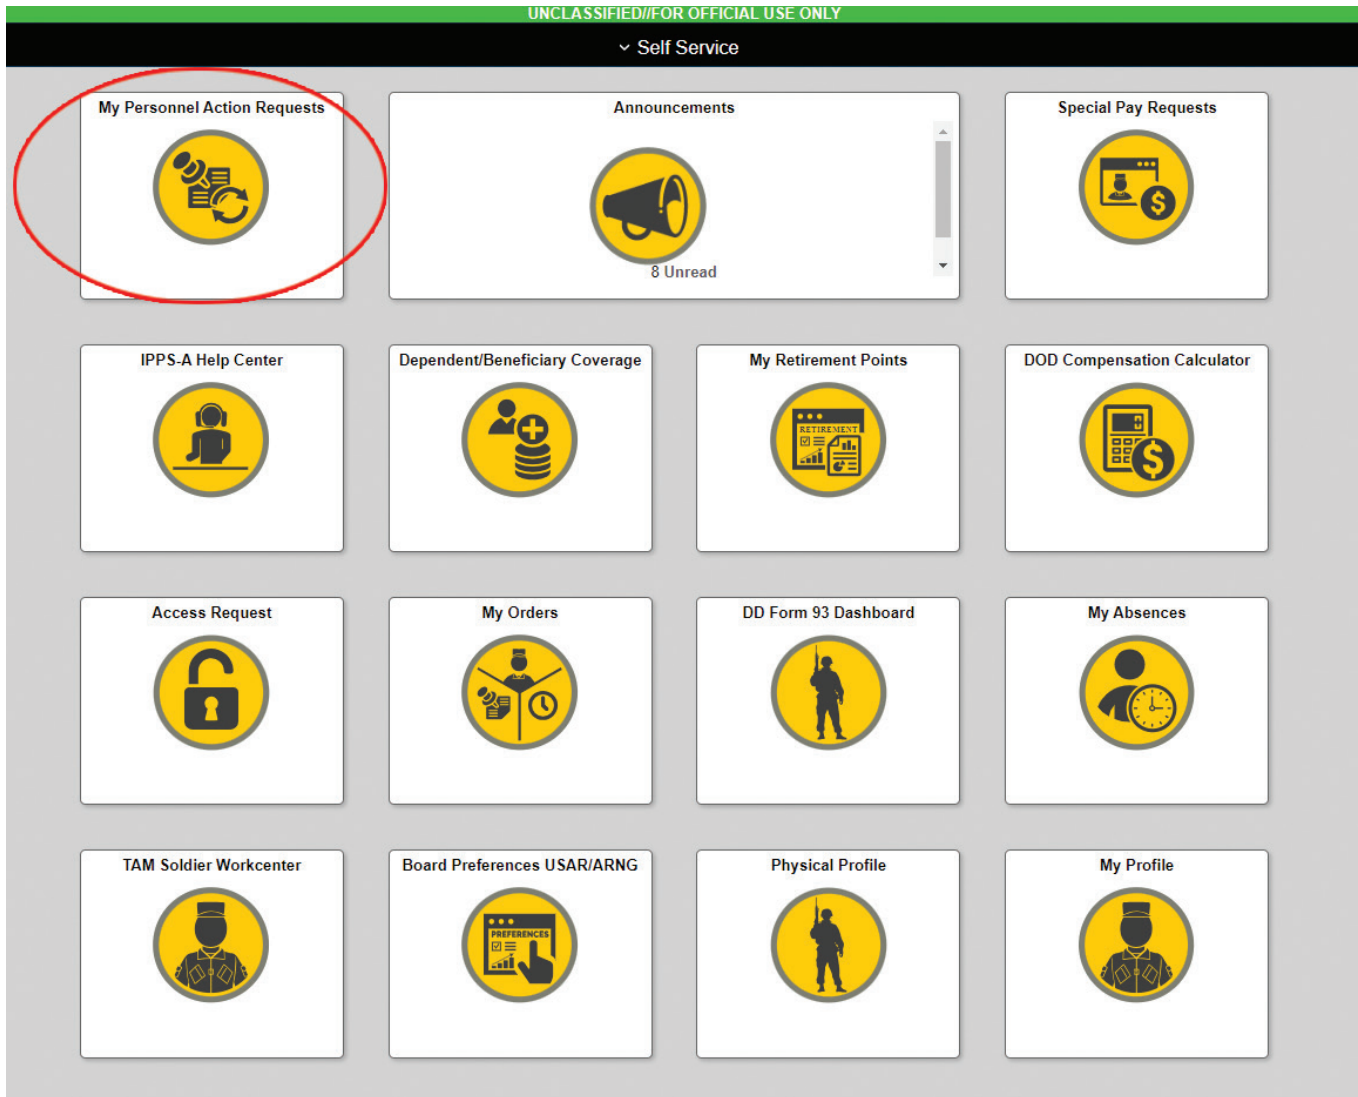 UNCLASSIFIED//FOR OFFICIAL USE ONLY
Self Service
My Personnel Action Requests
Announcements
8 Unread
Special Pay Requests
IPPS-A Help Center
Dependent/Beneficiary Coverage
My Retirement Points
RETIREMENT
DOD Compensation Calculator
Access Request
My Orders
DD Form 93 Dashboard
My Absences
TAM Soldier Workcenter
Board Preferences USAR/ARNG
PREFERENCES
Physical Profile
My Profile